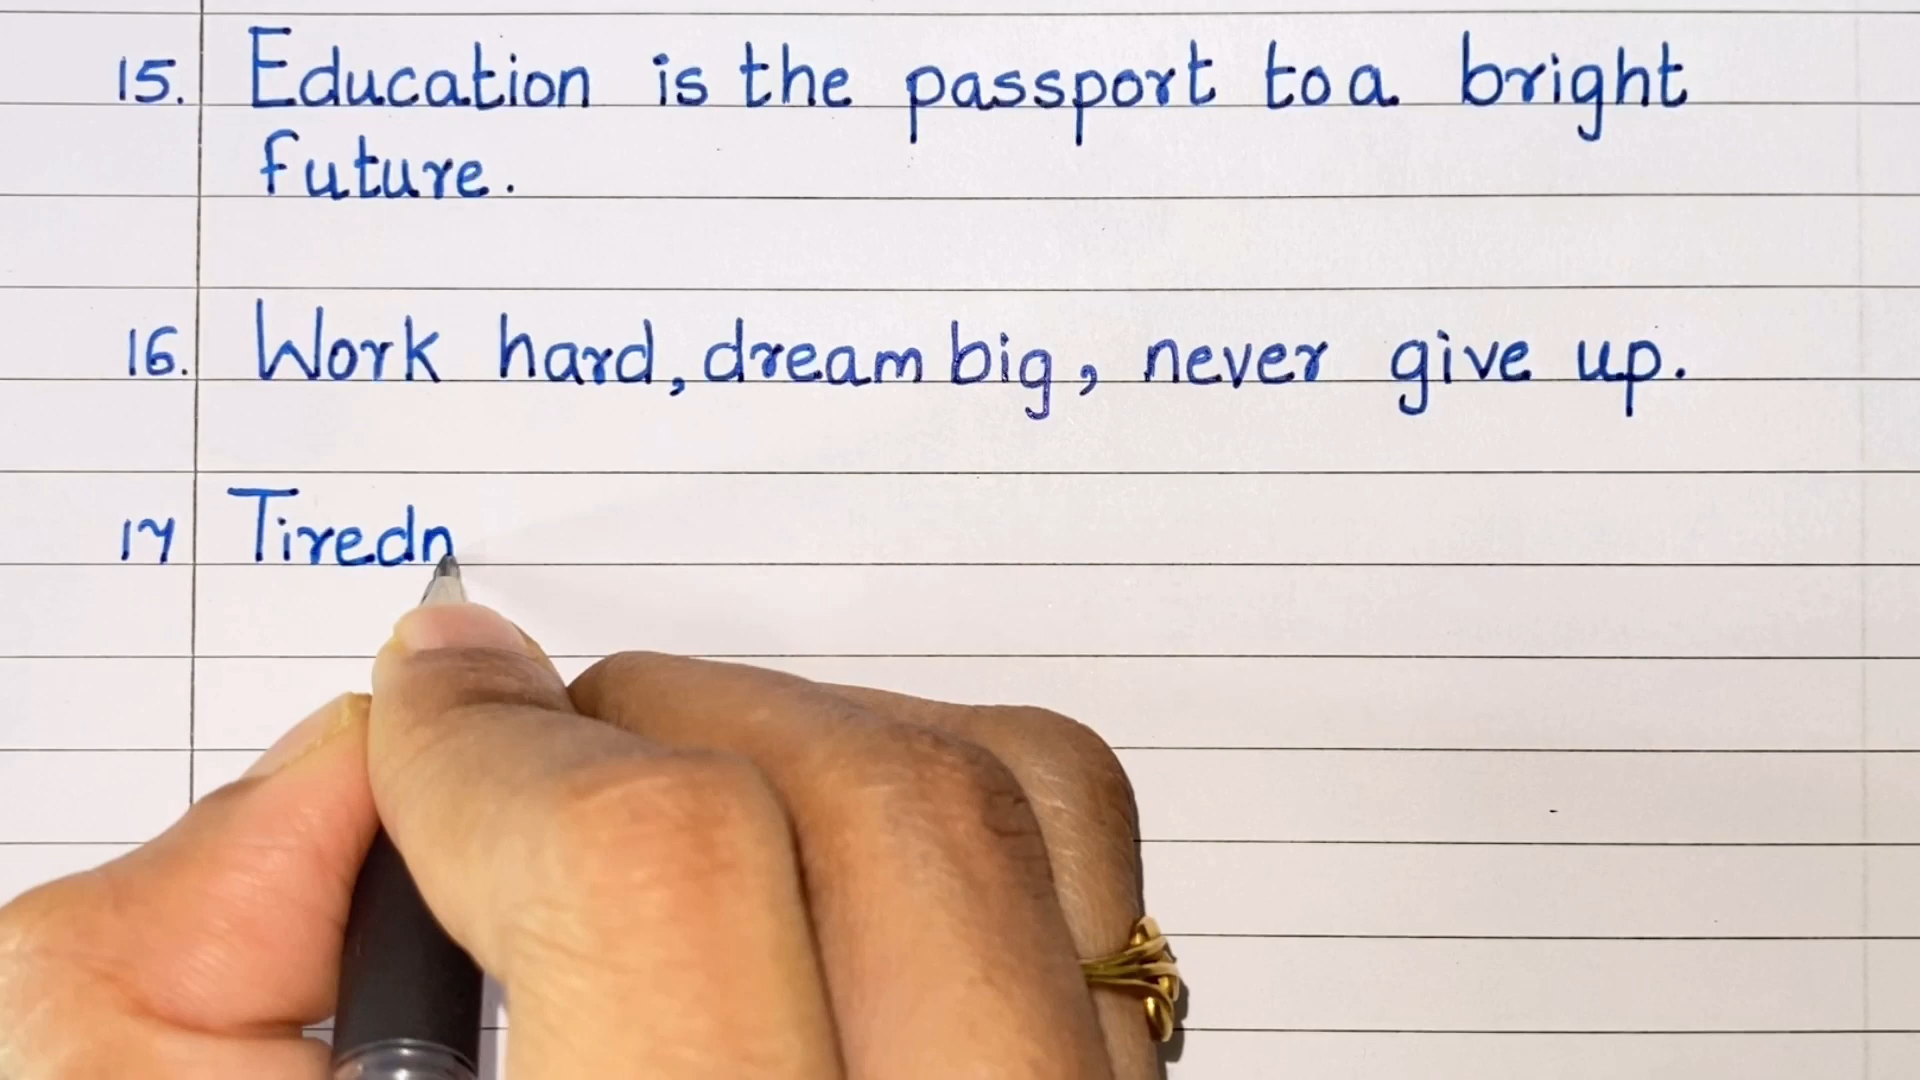 15. Education is the passport to a bright
future.
16. Work hard, dream big, never give up.
17 Tiredn